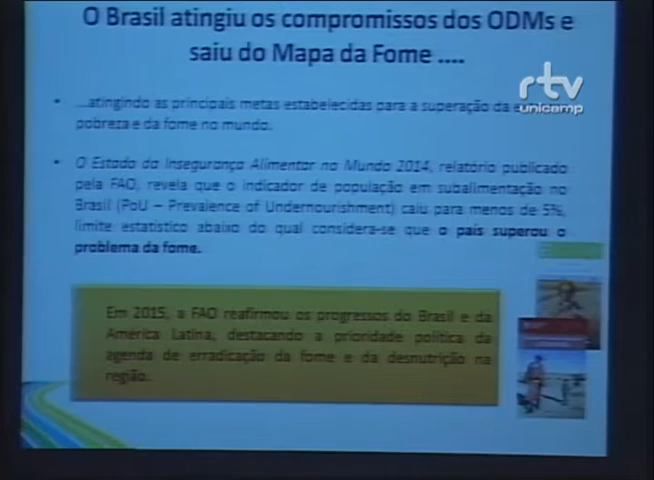 O Brasil atingiu os compromissos dos ODMs e
saiu do Mapa da Fome ....
rtv
unicamp
• ...atingindo as principais metas estabelecidas para a superação da
pobreza e da fome no mundo.
• O Estado da Insegurança Alimentar no Mundo 2014, relatório publicado
pela FAO, revela que o indicador de população em subalimentação no
Brasil (PoU – Prevalence of Undernourishment) caiu para menos de 5%,
limite estatístico abaixo do qual considera-se que o país superou o
problema da fome.
Em 2015, a FAO reafirmou os progressos do Brasil e da
América Latina, destacando a prioridade política da
agenda de erradicação da fome e da desnutrição na
região.